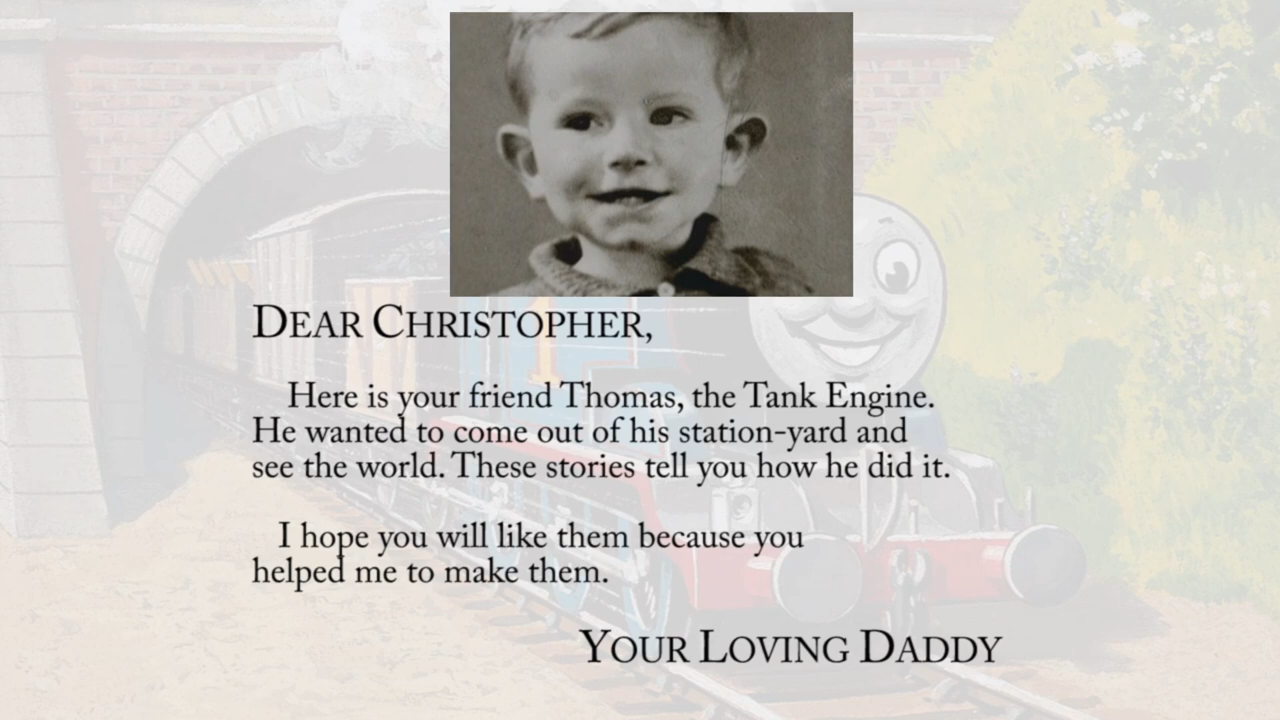 DEAR CHRISTOPHER,
Here is your friend Thomas, the Tank Engine.
He wanted to come out of his station-yard and
see the world. These stories tell you how he did it.
I hope you will like them because you
helped me to make them.
YOUR LOVING DADDY